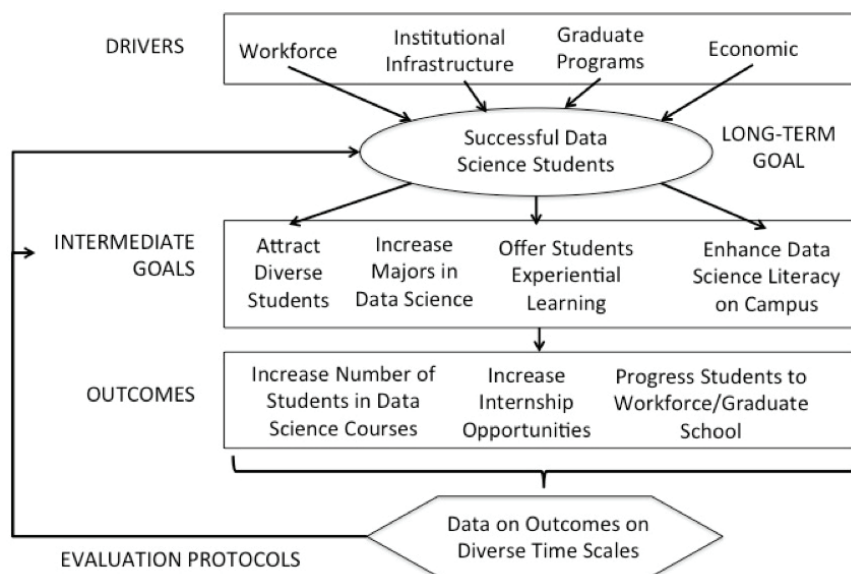 DRIVERS
Workforce
Institutional
Infrastructure
Graduate
Programs
Economic
Successful Data
Science Students
LONG-TERM
GOAL
INTERMEDIATE
GOALS
Attract
Diverse
Students
Increase
Majors in
Data Science
Offer Students
Experiential
Learning
Enhance Data
Science Literacy
on Campus
OUTCOMES
Increase Number of
Students in Data
Science Courses
Increase
Internship
Opportunities
Progress Students to
Workforce/Graduate
School
Data on Outcomes on
Diverse Time Scales
EVALUATION PROTOCOLS